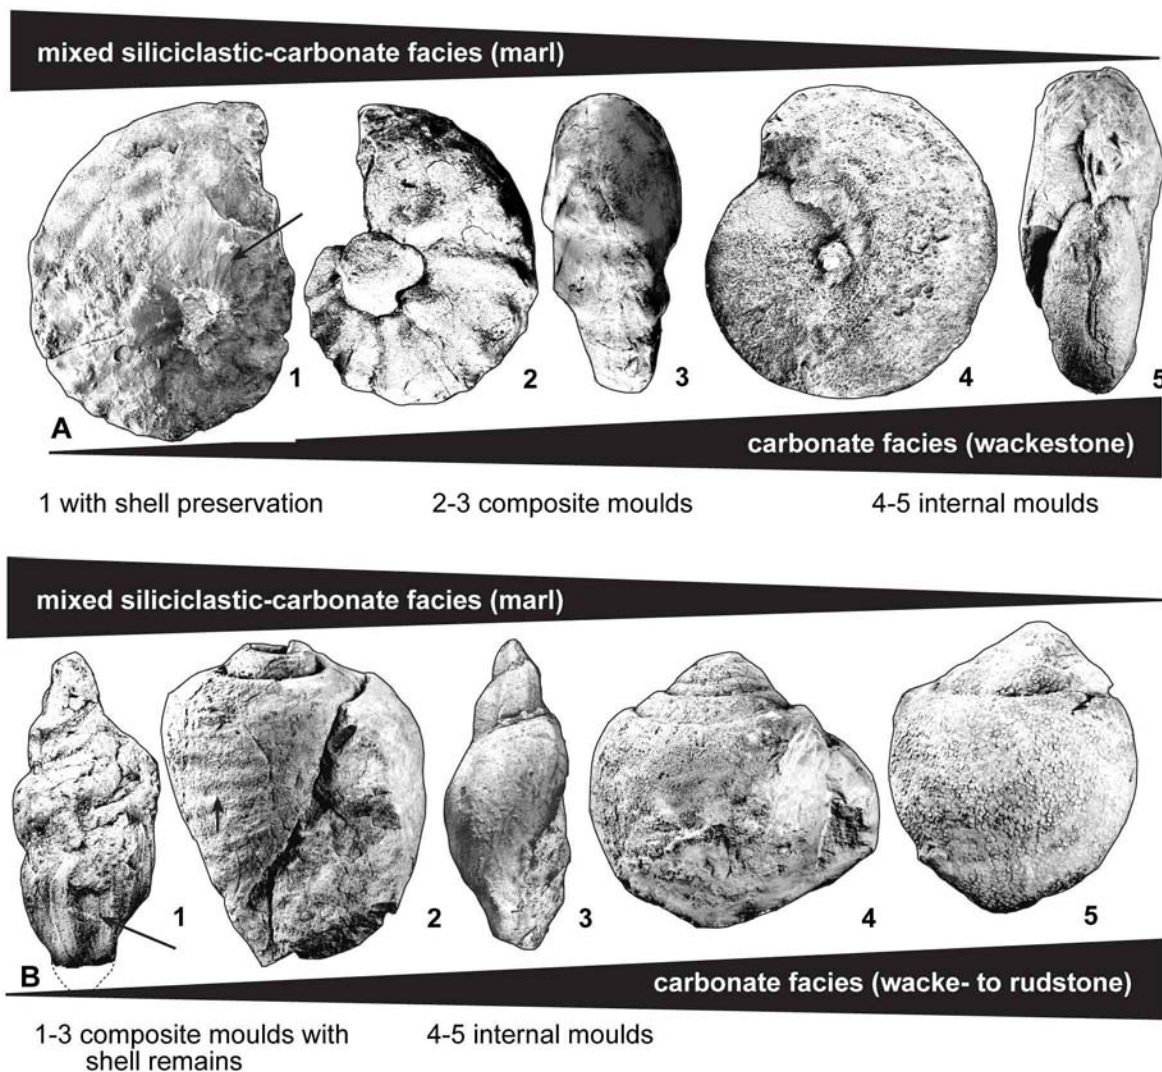 mixed siliciclastic-carbonate facies (marl)
1
2
3
4
5
A
carbonate facies (wackestone)
1 with shell preservation
2-3 composite moulds
4-5 internal moulds
mixed siliciclastic-carbonate facies (marl)
1
2
3
4
5
B
carbonate facies (wacke- to rudstone)
1-3 composite moulds with
shell remains
4-5 internal moulds